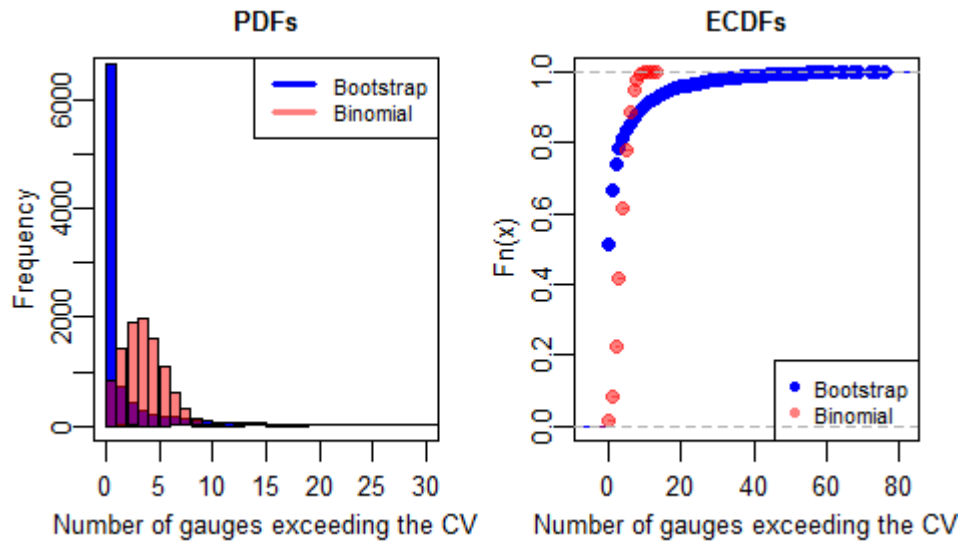 PDFs
Frequency
0
2000
4000
6000
Bootstrap
Binomial
0 5 10 15 20 25 30
Number of gauges exceeding the CV
ECDFs
Fn(x)
0.0
0.2
0.4
0.6
0.8
1.0
Bootstrap
Binomial
0 20 40 60 80
Number of gauges exceeding the CV